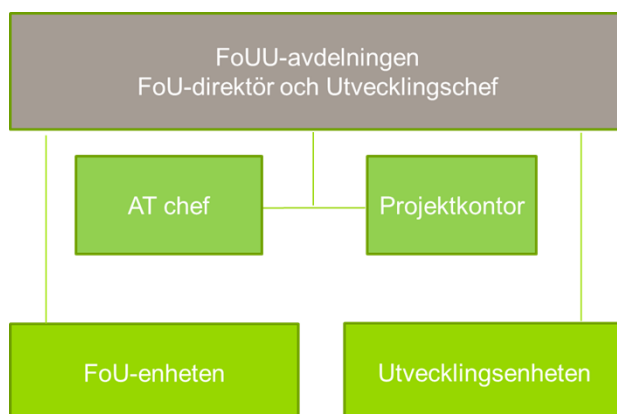 FoUU-avdelningen
FoU-direktör och Utvecklingschef
AT chef
Projektkontor
FoU-enheten
Utvecklingsenheten